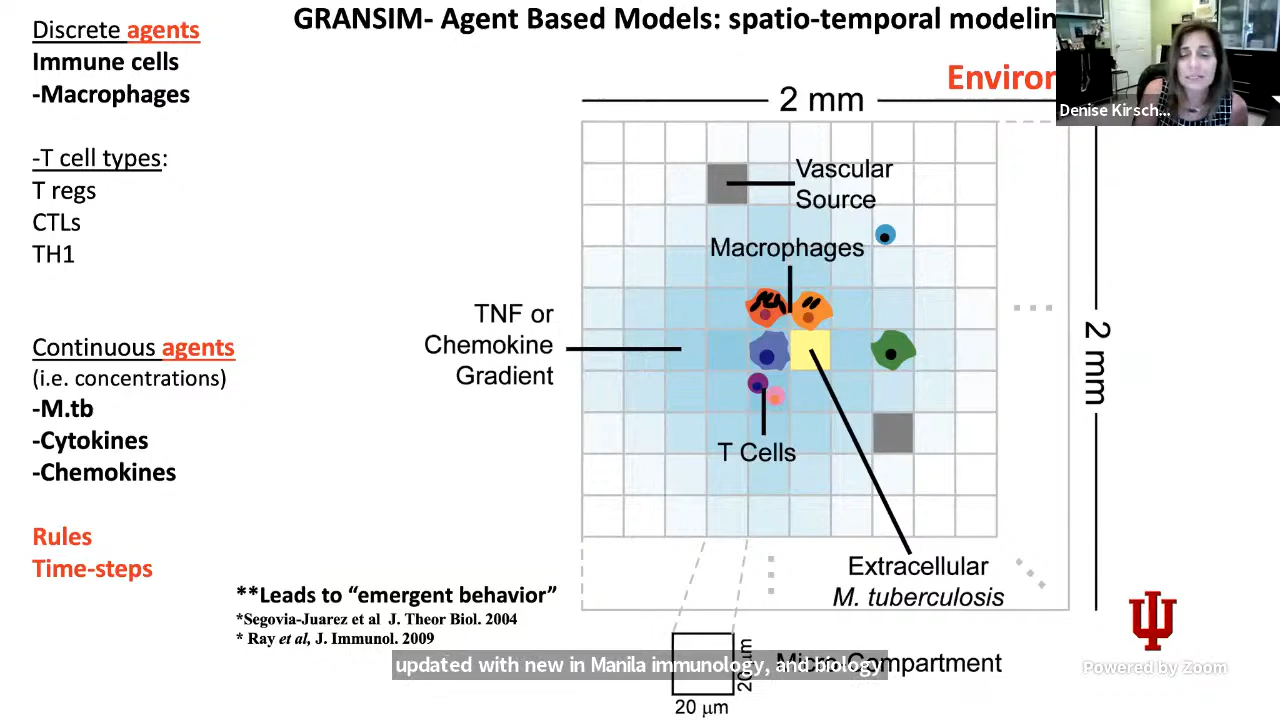 GRANSIM- Agent Based Models: spatio-temporal modelin
Discrete agents
Immune cells
-Macrophages
-T cell types:
T regs
CTLs
TH1
Continuous agents
(i.e. concentrations)
-M.tb
-Cytokines
-Chemokines
Rules
Time-steps
**Leads to “emergent behavior”
*Segovia-Juarez et al J. Theor Biol. 2004
* Ray et al, J. Immunol. 2009
Environ
2 mm
Vascular
Source
Macrophages
TNF or
Chemokine
Gradient
T Cells
2 mm
Extracellular
M. tuberculosis
20 µm
20 µm
Compartment
Denise Kirsch...
updated with new in Manila immunology, and biology
Powered by Zoom